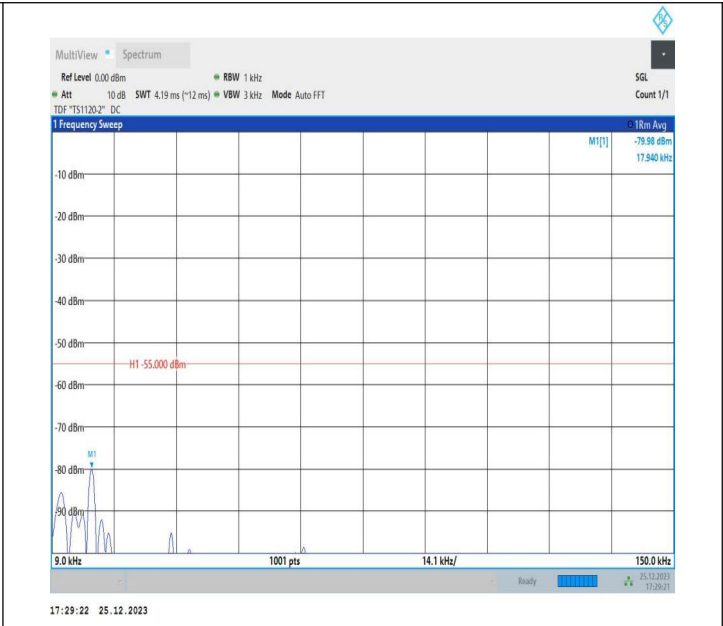 R&S
MultiView Spectrum
Ref Level 0.00 dBm RBW 1 kHz SGL
Att 10 dB SWT 4.19 ms (~12 ms) VBW 3 kHz Mode Auto FFT Count 1/1
TDF "TS1120-2" DC
1 Frequency Sweep 1Rm Avg
M1[1] -79.98 dBm
17.940 kHz
-10 dBm
-20 dBm
-30 dBm
-40 dBm
-50 dBm
H1 -55.000 dBm
-60 dBm
-70 dBm
M1
-80 dBm
-90 dBm
9.0 kHz 1001 pts 14.1 kHz/ 150.0 kHz
Ready 25.12.2023
17:29:21
17:29:22 25.12.2023